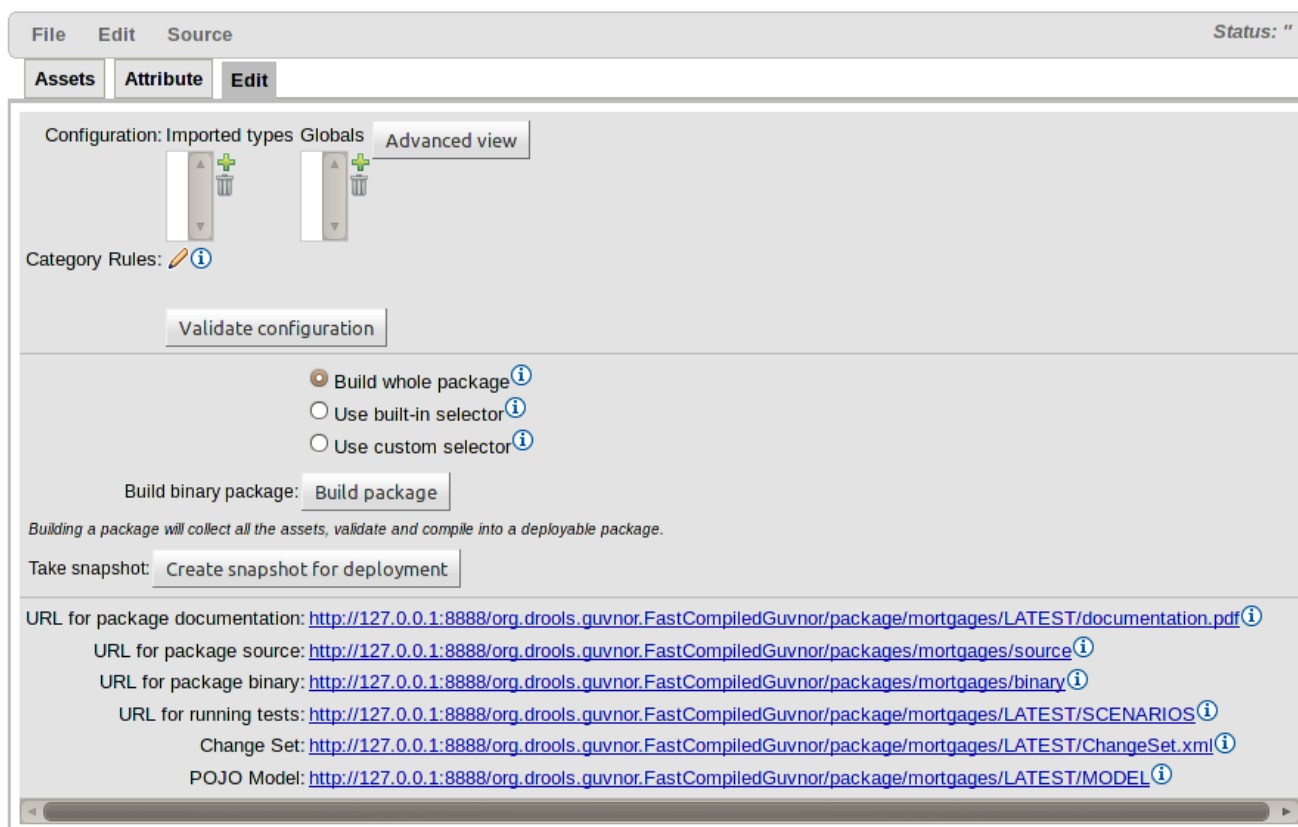 File Edit Source Status: "
Assets Attribute Edit
Configuration: Imported types Globals Advanced view
Category Rules:
Validate configuration
Build whole package
Use built-in selector
Use custom selector
Build binary package: Build package
Building a package will collect all the assets, validate and compile into a deployable package.
Take snapshot: Create snapshot for deployment
URL for package documentation: http://127.0.0.1:8888/org.drools.guvnor.FastCompiledGuvnor/package/mortgages/LATEST/documentation.pdf
URL for package source: http://127.0.0.1:8888/org.drools.guvnor.FastCompiledGuvnor/packages/mortgages/source
URL for package binary: http://127.0.0.1:8888/org.drools.guvnor.FastCompiledGuvnor/packages/mortgages/binary
URL for running tests: http://127.0.0.1:8888/org.drools.guvnor.FastCompiledGuvnor/package/mortgages/LATEST/SCENARIOS
Change Set: http://127.0.0.1:8888/org.drools.guvnor.FastCompiledGuvnor/package/mortgages/LATEST/ChangeSet.xml
POJO Model: http://127.0.0.1:8888/org.drools.guvnor.FastCompiledGuvnor/package/mortgages/LATEST/MODEL